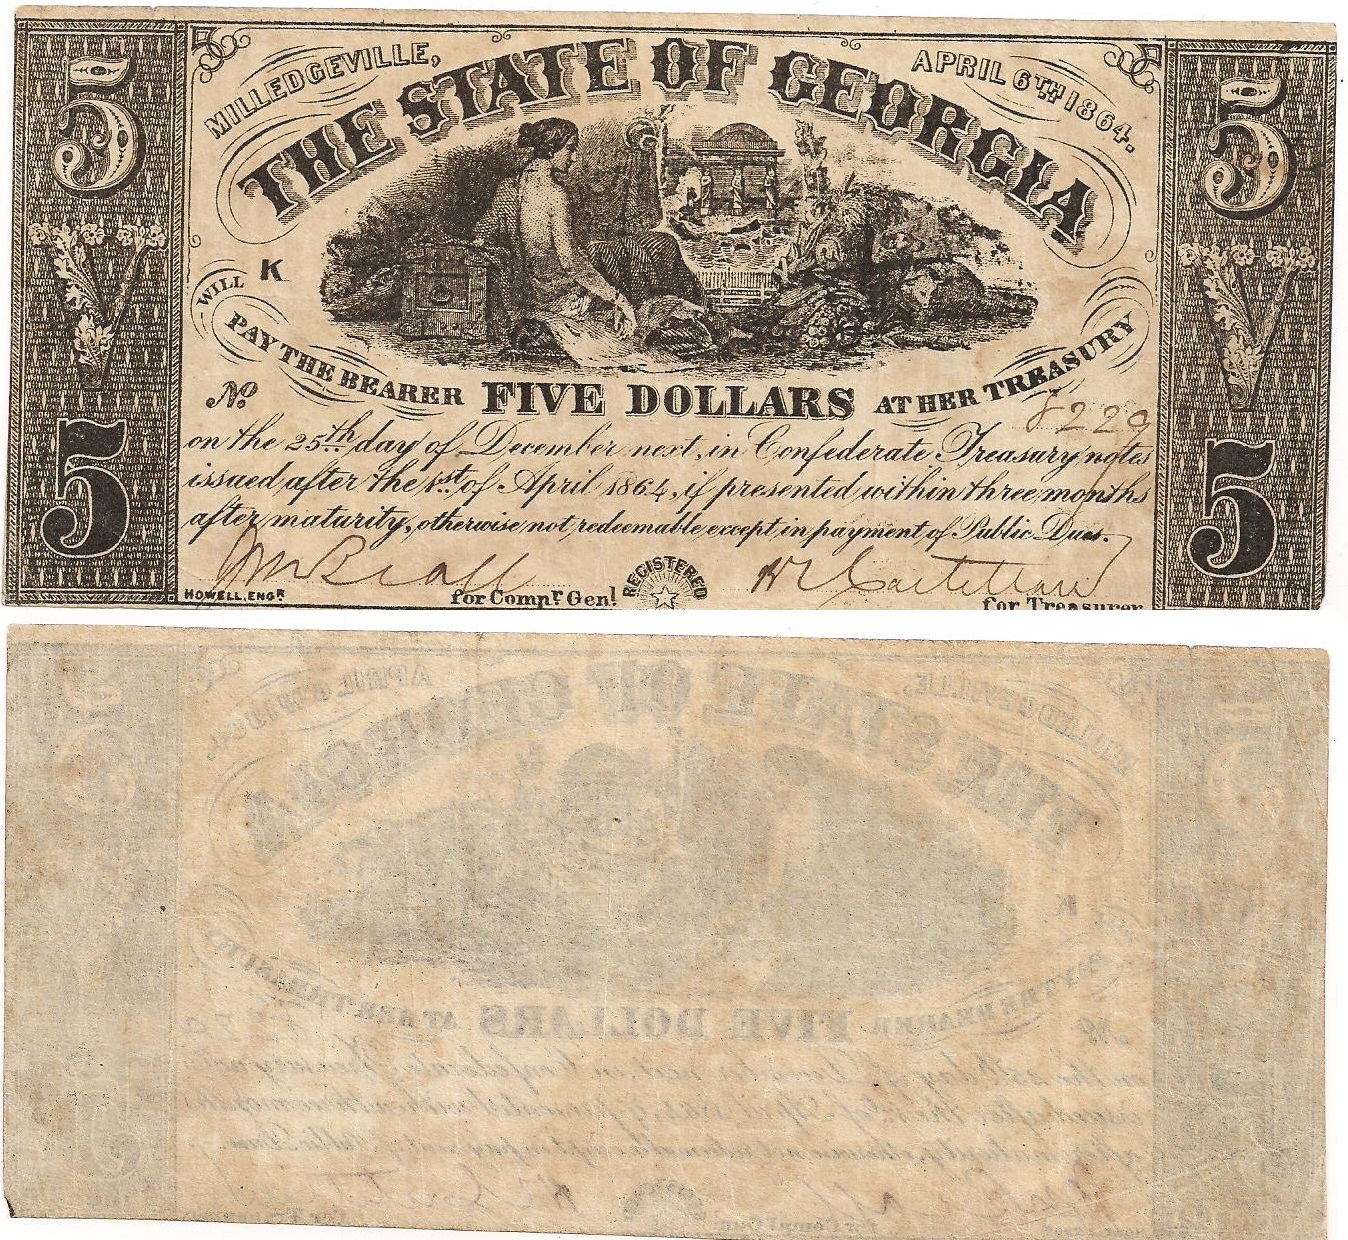 MILLEDGEVILLE,
APRIL 6TH 1864.
THE STATE OF GEORGIA
5
5
K
V
V
WILL
PAY THE BEARER FIVE DOLLARS AT HER TREASURY
No
8229
on the 25th day of December next, in Confederate Treasury notes
issued after the 1st of April 1864, if presented within three months
after maturity, otherwise not redeemable except in payment of Public Dues.
5
5
REGISTERED
HOWELL, ENGR
for Compr Genl
for Treasurer